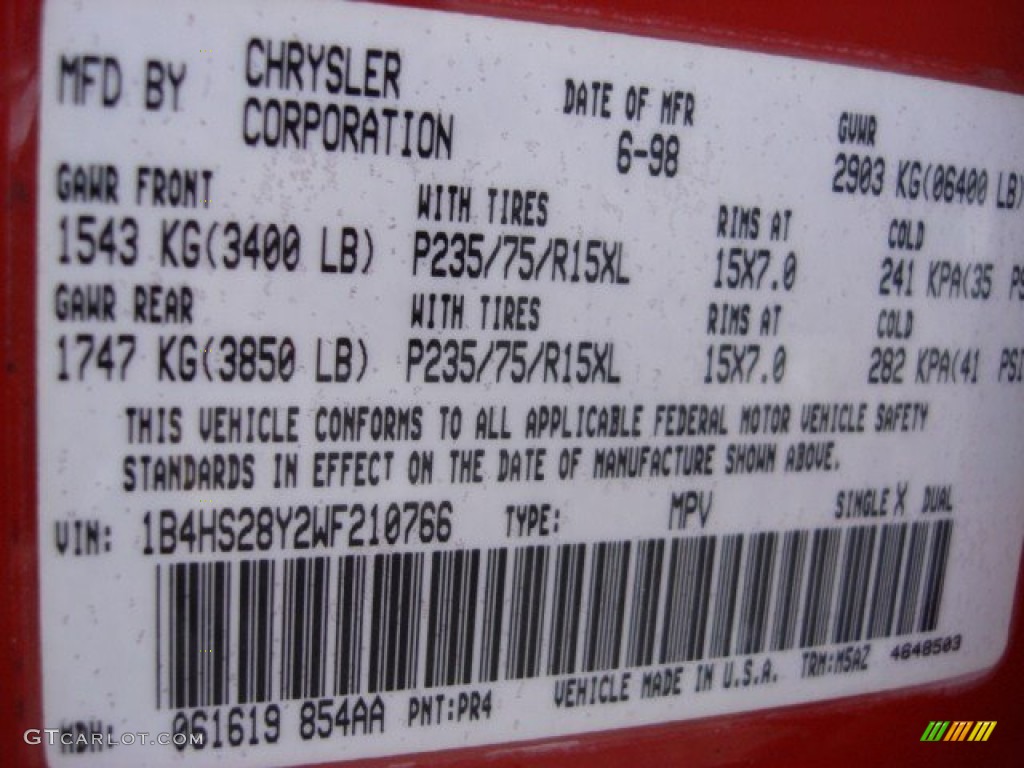 MFD BY CHRYSLER CORPORATION DATE OF MFR 6-98 GVWR 2903 KG(06400 LB)
GAWR FRONT WITH TIRES RIMS AT COLD
1543 KG(3400 LB) P235/75/R15XL 15X7.0 241 KPA(35 PS
GAWR REAR WITH TIRES RIMS AT COLD
1747 KG(3850 LB) P235/75/R15XL 15X7.0 282 KPA(41 PSI
THIS VEHICLE CONFORMS TO ALL APPLICABLE FEDERAL MOTOR VEHICLE SAFETY
STANDARDS IN EFFECT ON THE DATE OF MANUFACTURE SHOWN ABOVE.
VIN: 1B4HS28Y2WF210766 TYPE: MPV SINGLE X DUAL
MDH: 061619 854AA PNT:PR4 VEHICLE MADE IN U.S.A. TRM:M5AZ 4648503
GTcarlot.com